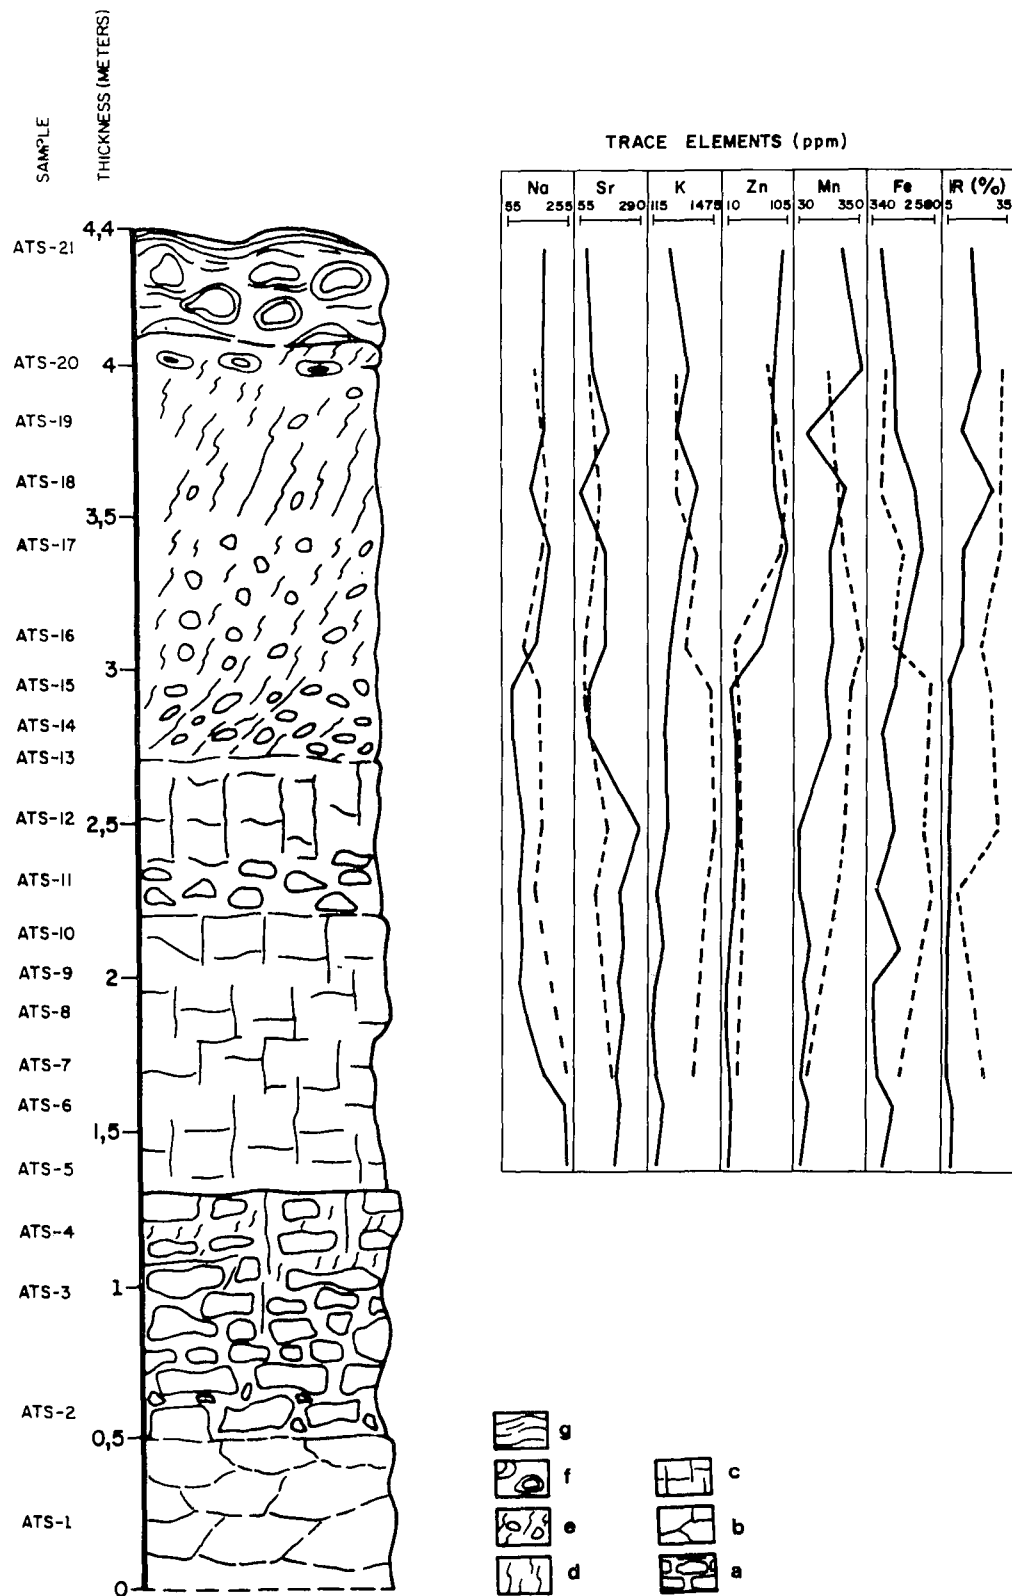 SAMPLE
THICKNESS (METERS)
TRACE ELEMENTS (ppm)
Na Sr K Zn Mn Fe IR (%)
55 255 55 290 115 1475 10 105 30 350 340 2580 5 35
4,4
ATS-21
ATS-20
4
ATS-19
ATS-18
3,5
ATS-17
ATS-16
3
ATS-15
ATS-14
ATS-13
ATS-12
2,5
ATS-11
ATS-10
2
ATS-9
ATS-8
ATS-7
ATS-6
1,5
ATS-5
ATS-4
1
ATS-3
ATS-2
0,5
ATS-1
0
g
f c
e b
d a